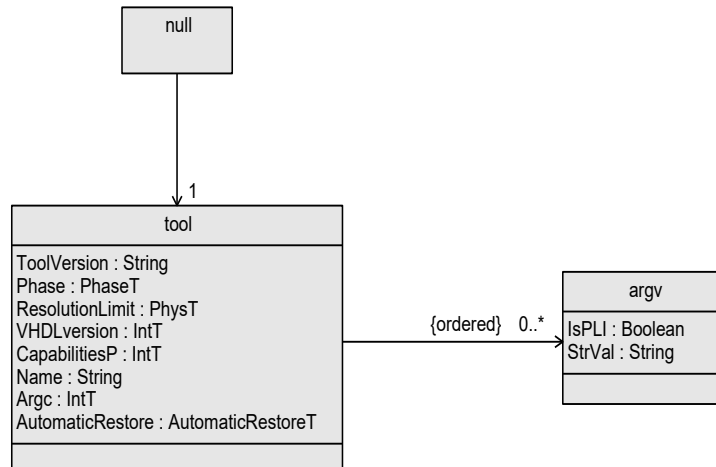 null
1
tool
ToolVersion : String
Phase : PhaseT
ResolutionLimit : PhysT
VHDLversion : IntT
CapabilitiesP : IntT
Name : String
Argc : IntT
AutomaticRestore : AutomaticRestoreT
{ordered} 0..*
argv
IsPLI : Boolean
StrVal : String